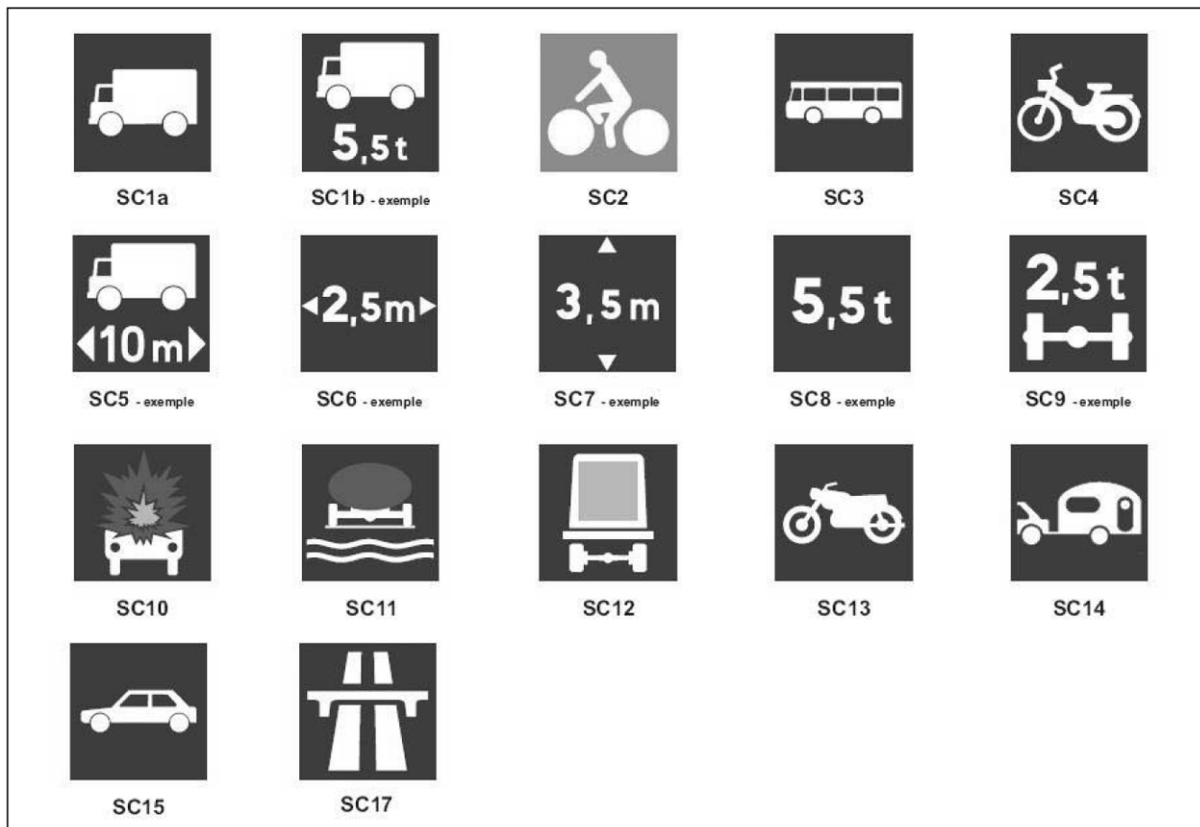 5,5 t
SC1a
SC1b - exemple
SC2
SC3
SC4
10 m
2,5m
3,5 m
5,5 t
2,5 t
SC5 - exemple
SC6 - exemple
SC7 - exemple
SC8 - exemple
SC9 - exemple
SC10
SC11
SC12
SC13
SC14
SC15
SC17